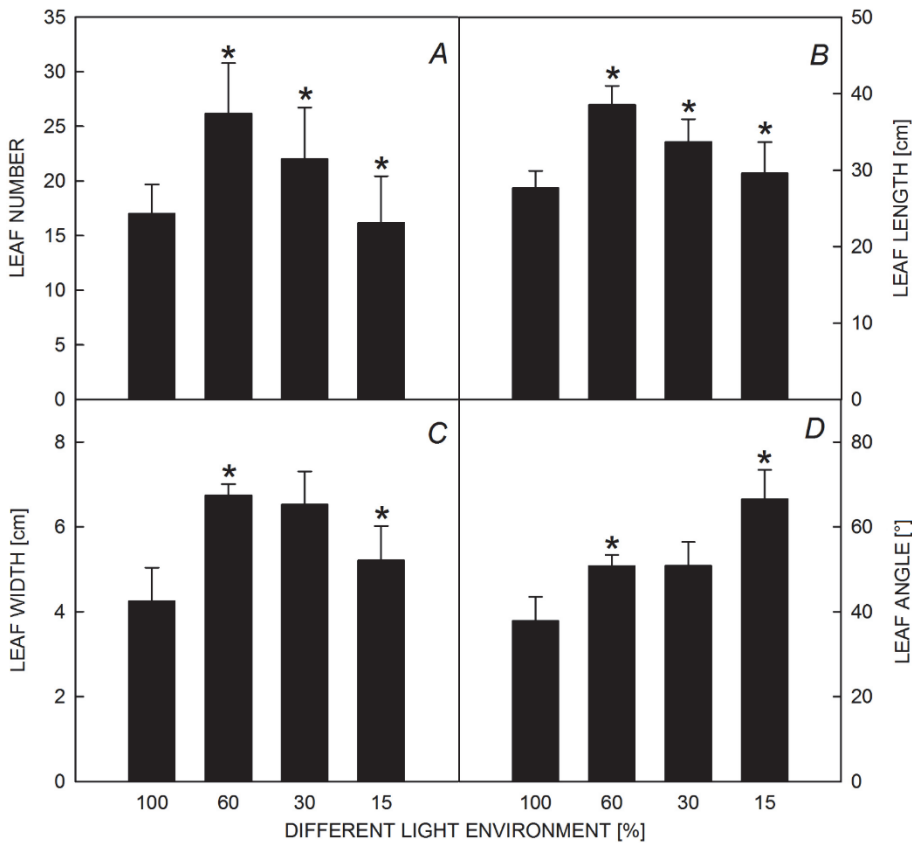 35
30
25
20
15
10
5
0
LEAF NUMBER
A
* * *
50
40
30
20
10
0
LEAF LENGTH [cm]
B
* * *
8
6
4
2
0
LEAF WIDTH [cm]
C
* *
80
60
40
20
0
LEAF ANGLE [°]
D
* *
100 60 30 15
100 60 30 15
DIFFERENT LIGHT ENVIRONMENT [%]